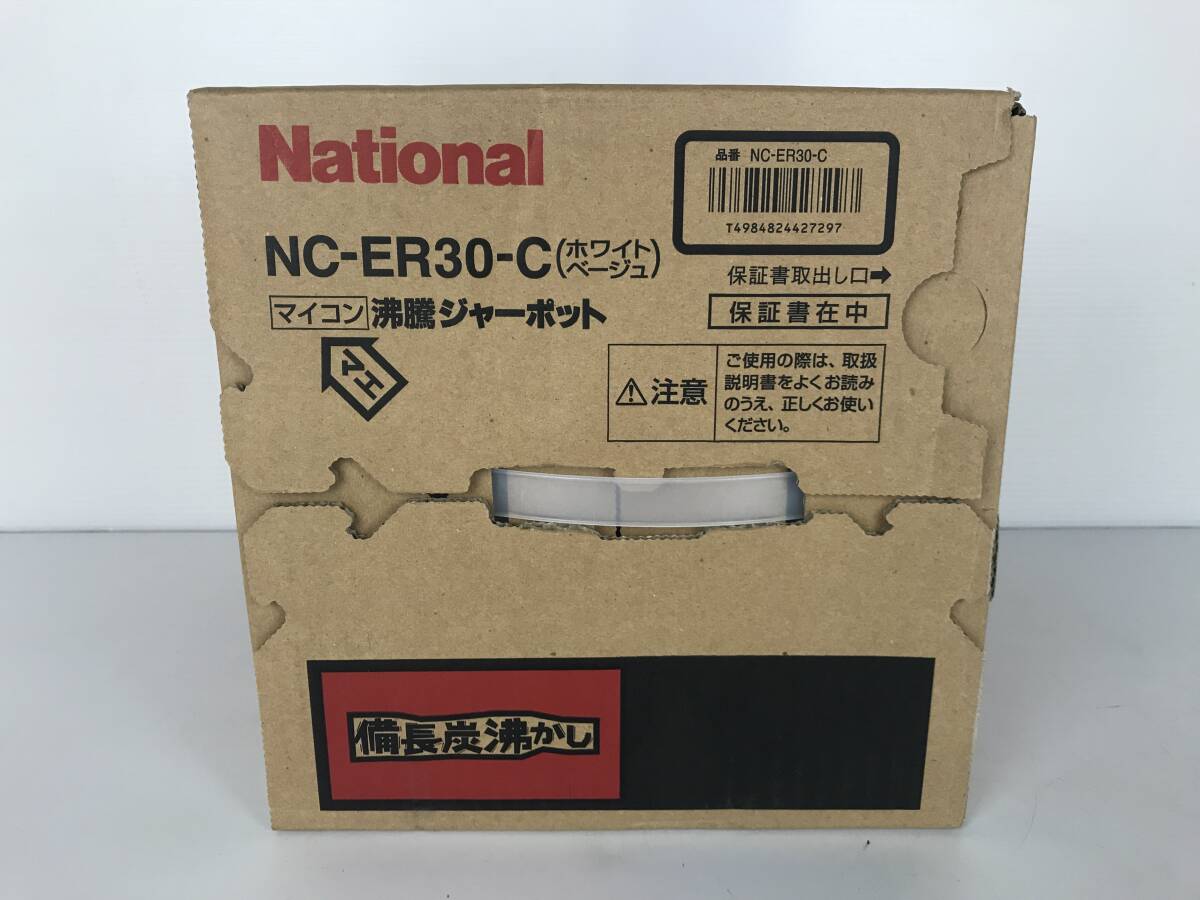 National
品番 NC-ER30-C
T4984824427297
NC-ER30-C(ホワイト
ベージュ)
保証書取出し口➡
マイコン 沸騰ジャーポット
保証書在中
上
⚠注意
ご使用の際は、取扱
説明書をよくお読み
のうえ、正しくお使い
ください。
備長炭沸かし